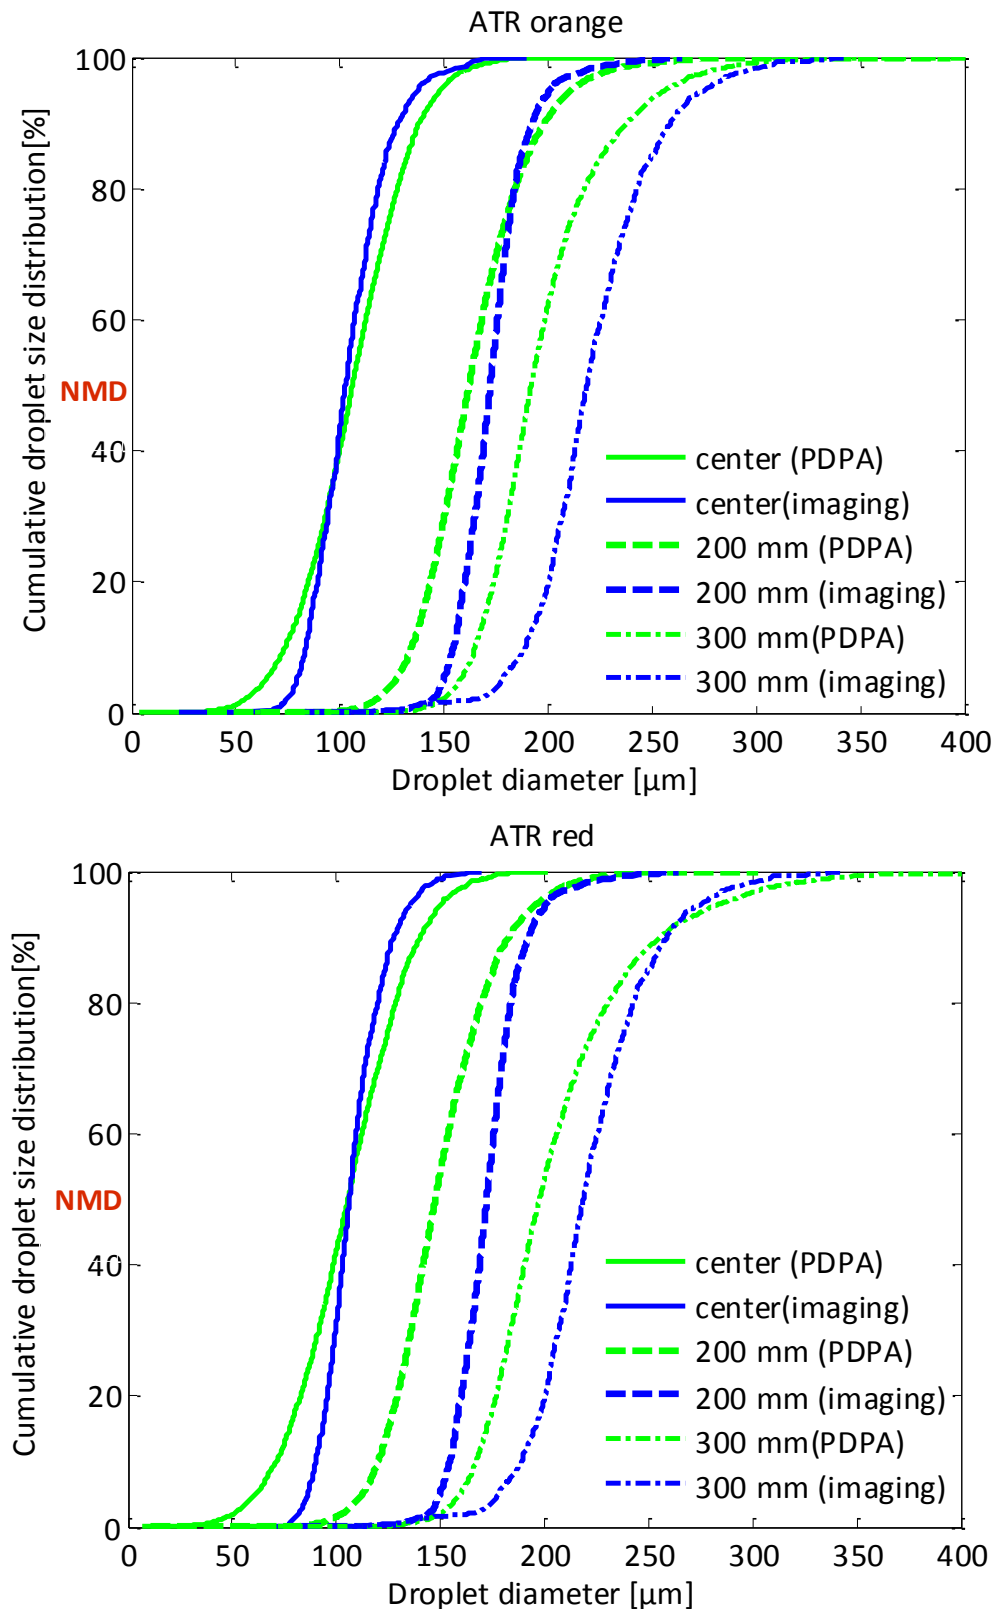 ATR orange
Cumulative droplet size distribution[%]
100
80
60
NMD
40
20
0
center (PDPA)
center(imaging)
200 mm (PDPA)
200 mm (imaging)
300 mm(PDPA)
300 mm (imaging)
0 50 100 150 200 250 300 350 400
Droplet diameter [µm]
ATR red
Cumulative droplet size distribution[%]
100
80
60
NMD
40
20
0
center (PDPA)
center(imaging)
200 mm (PDPA)
200 mm (imaging)
300 mm(PDPA)
300 mm (imaging)
0 50 100 150 200 250 300 350 400
Droplet diameter [µm]